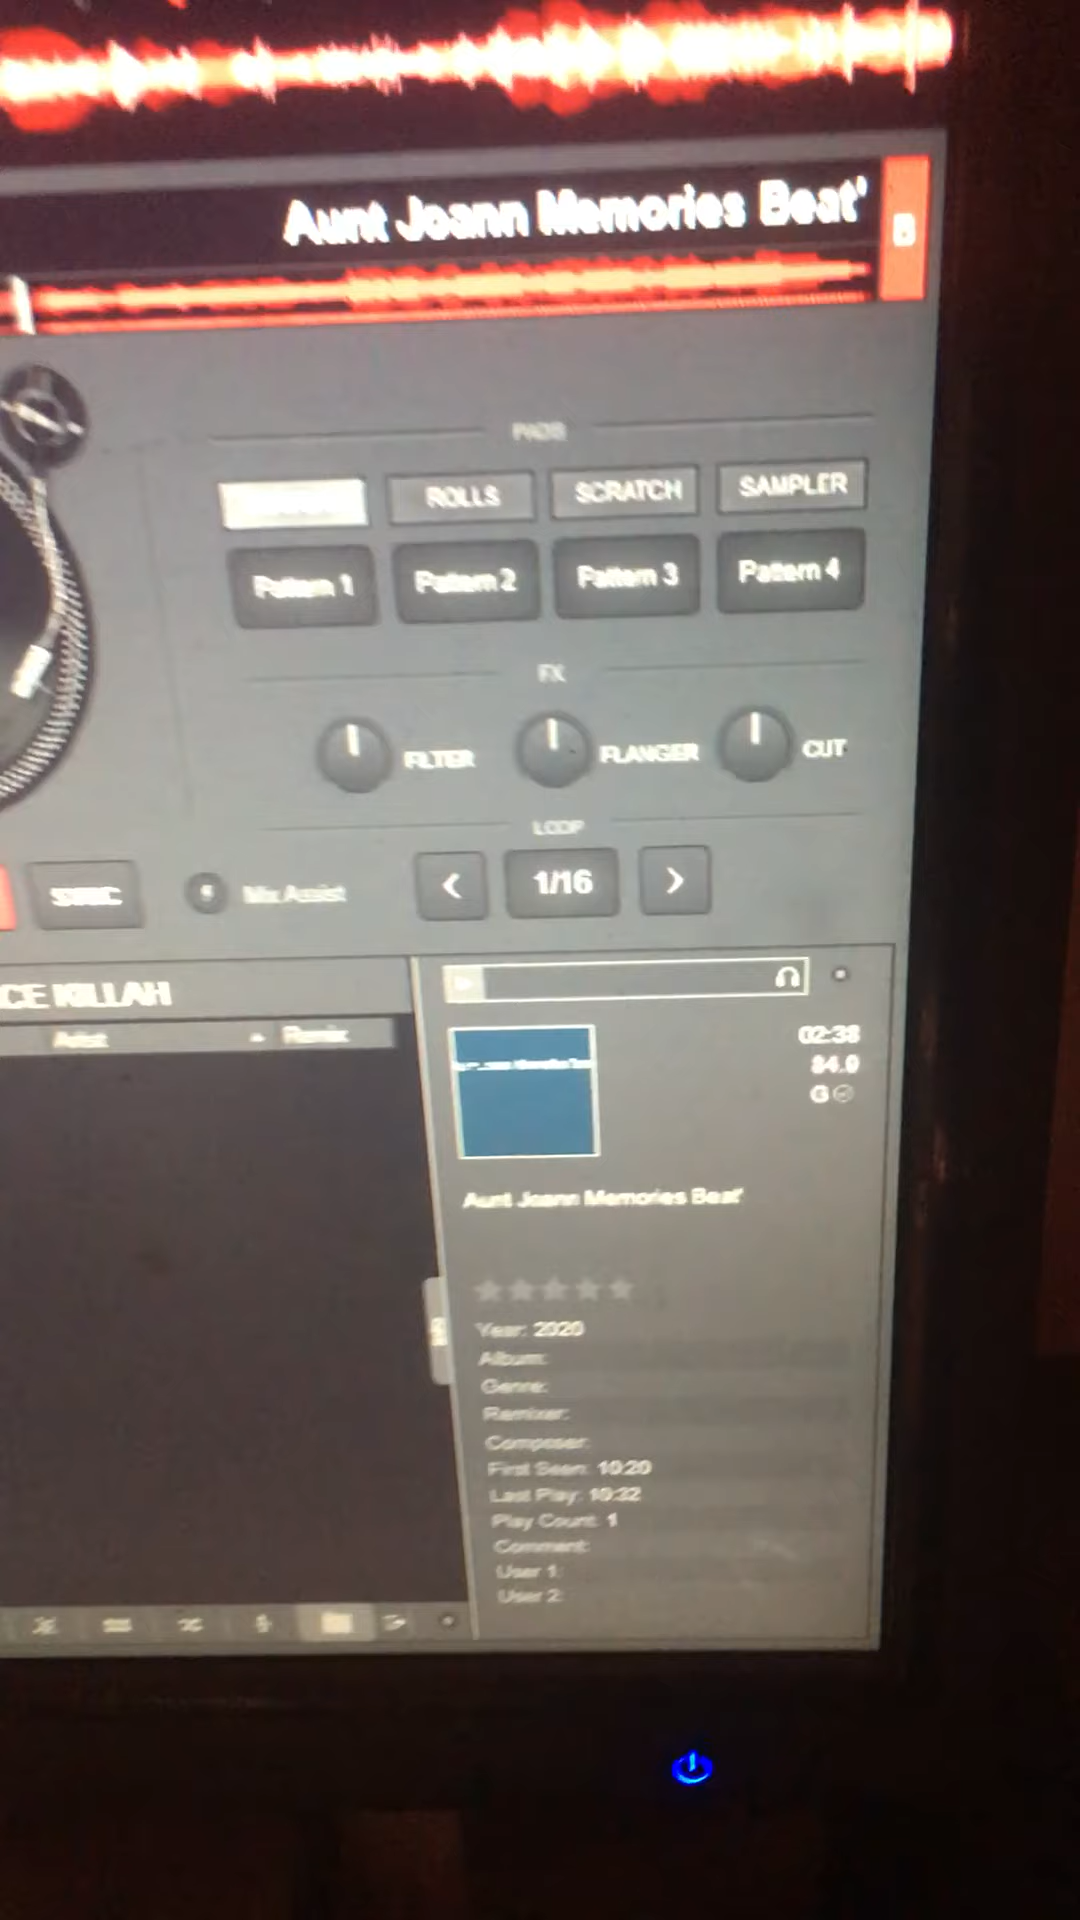 Aunt Joann Memories Beat'
B
PADS
ROLLS SCRATCH SAMPLER
Pattern 1 Pattern 2 Pattern 3 Pattern 4
FX
FILTER FLANGER CUT
LOOP
SYNC Mix Assist < 1/16 >
CE KILLAH
Artist Remix
02:38
84.0
G
Aunt Joann Memories Beat'
Year: 2020
Album:
Genre:
Remixer:
Composer:
First Seen: 10:20
Last Play: 10:32
Play Count: 1
Comment:
User 1:
User 2: